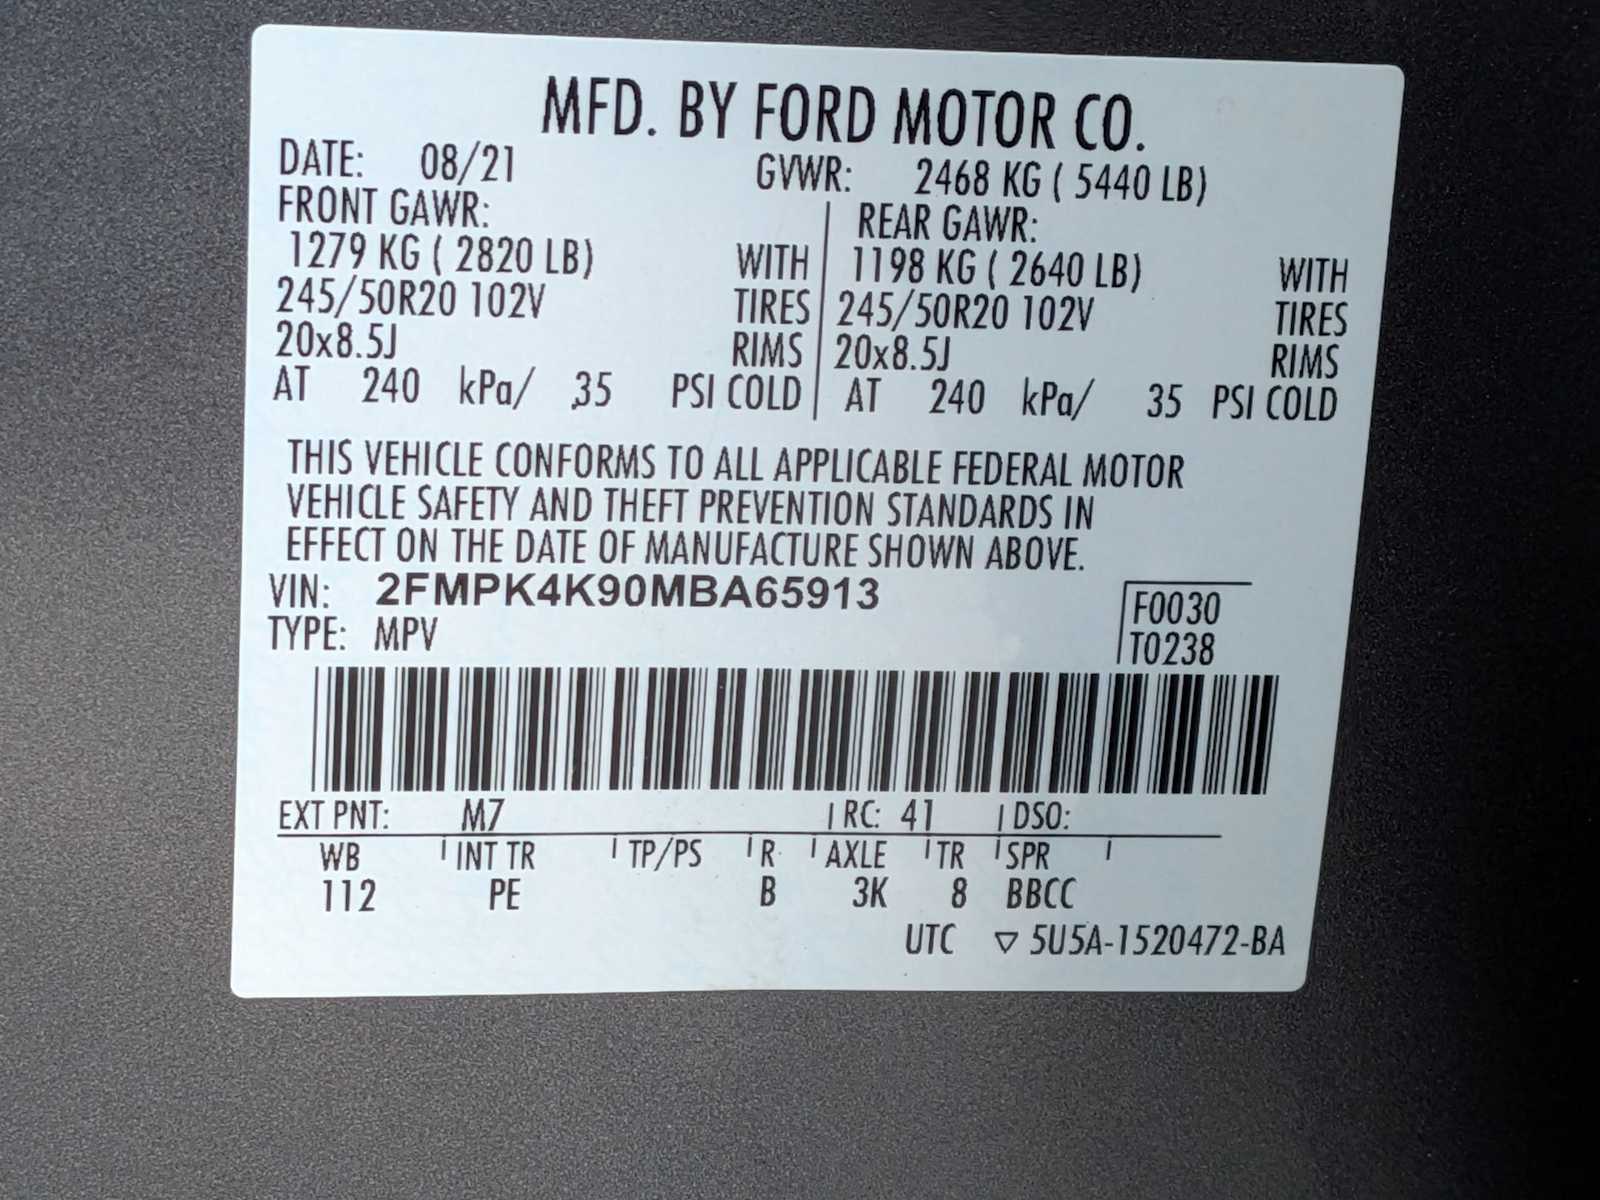 MFD. BY FORD MOTOR CO.
DATE: 08/21 GVWR: 2468 KG ( 5440 LB)
FRONT GAWR: REAR GAWR:
1279 KG ( 2820 LB) WITH 1198 KG ( 2640 LB) WITH
245/50R20 102V TIRES 245/50R20 102V TIRES
20x8.5J RIMS 20x8.5J RIMS
AT 240 kPa/ 35 PSI COLD AT 240 kPa/ 35 PSI COLD
THIS VEHICLE CONFORMS TO ALL APPLICABLE FEDERAL MOTOR
VEHICLE SAFETY AND THEFT PREVENTION STANDARDS IN
EFFECT ON THE DATE OF MANUFACTURE SHOWN ABOVE.
VIN: 2FMPK4K90MBA65913 F0030
TYPE: MPV T0238
EXT PNT: M7 RC: 41 DSO:
WB INT TR TP/PS R AXLE TR SPR
112 PE B 3K 8 BBCC
UTC ▽ 5U5A-1520472-BA